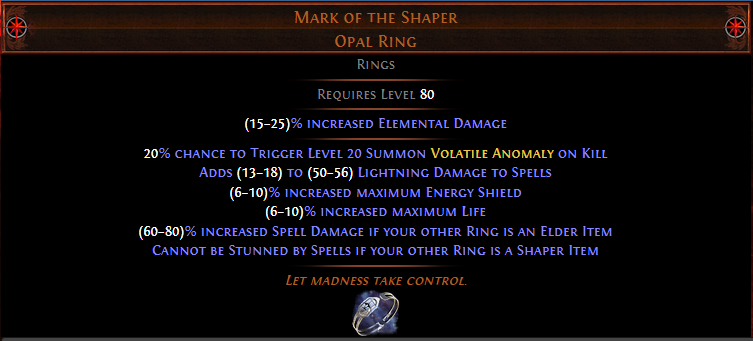 Mark of the Shaper
Opal Ring
Rings
Requires Level 80
(15–25)% increased Elemental Damage
20% chance to Trigger Level 20 Summon Volatile Anomaly on Kill
Adds (13–18) to (50–56) Lightning Damage to Spells
(6–10)% increased maximum Energy Shield
(6–10)% increased maximum Life
(60–80)% increased Spell Damage if your other Ring is an Elder Item
Cannot be Stunned by Spells if your other Ring is a Shaper Item
Let madness take control.